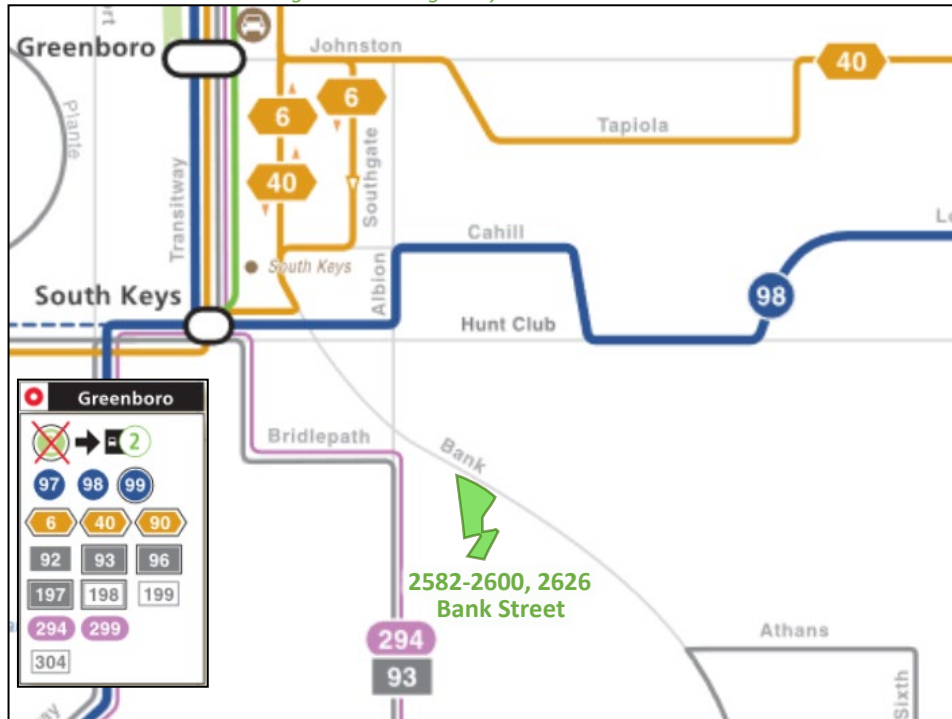 Greenboro
Johnston
40
6
6
Plante
Tapiola
Transitway
40
Southgate
Cahill
South Keys
Albion
South Keys
98
Hunt Club
Greenboro
2
Bridlepath
Bank
97 98 99
6 40 90
92 93 96
197 198 199
294 299
304
2582-2600, 2626
Bank Street
294
93
Athans
Sixth